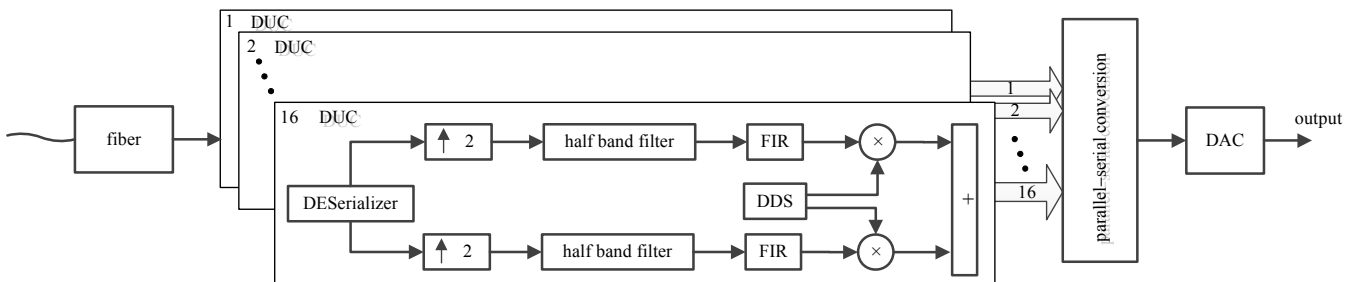 1 DUC
2 DUC
16 DUC
fiber
DESerializer
↑ 2
half band filter
FIR
×
DDS
↑ 2
half band filter
FIR
×
+
1
2
16
parallel–serial conversion
DAC
output